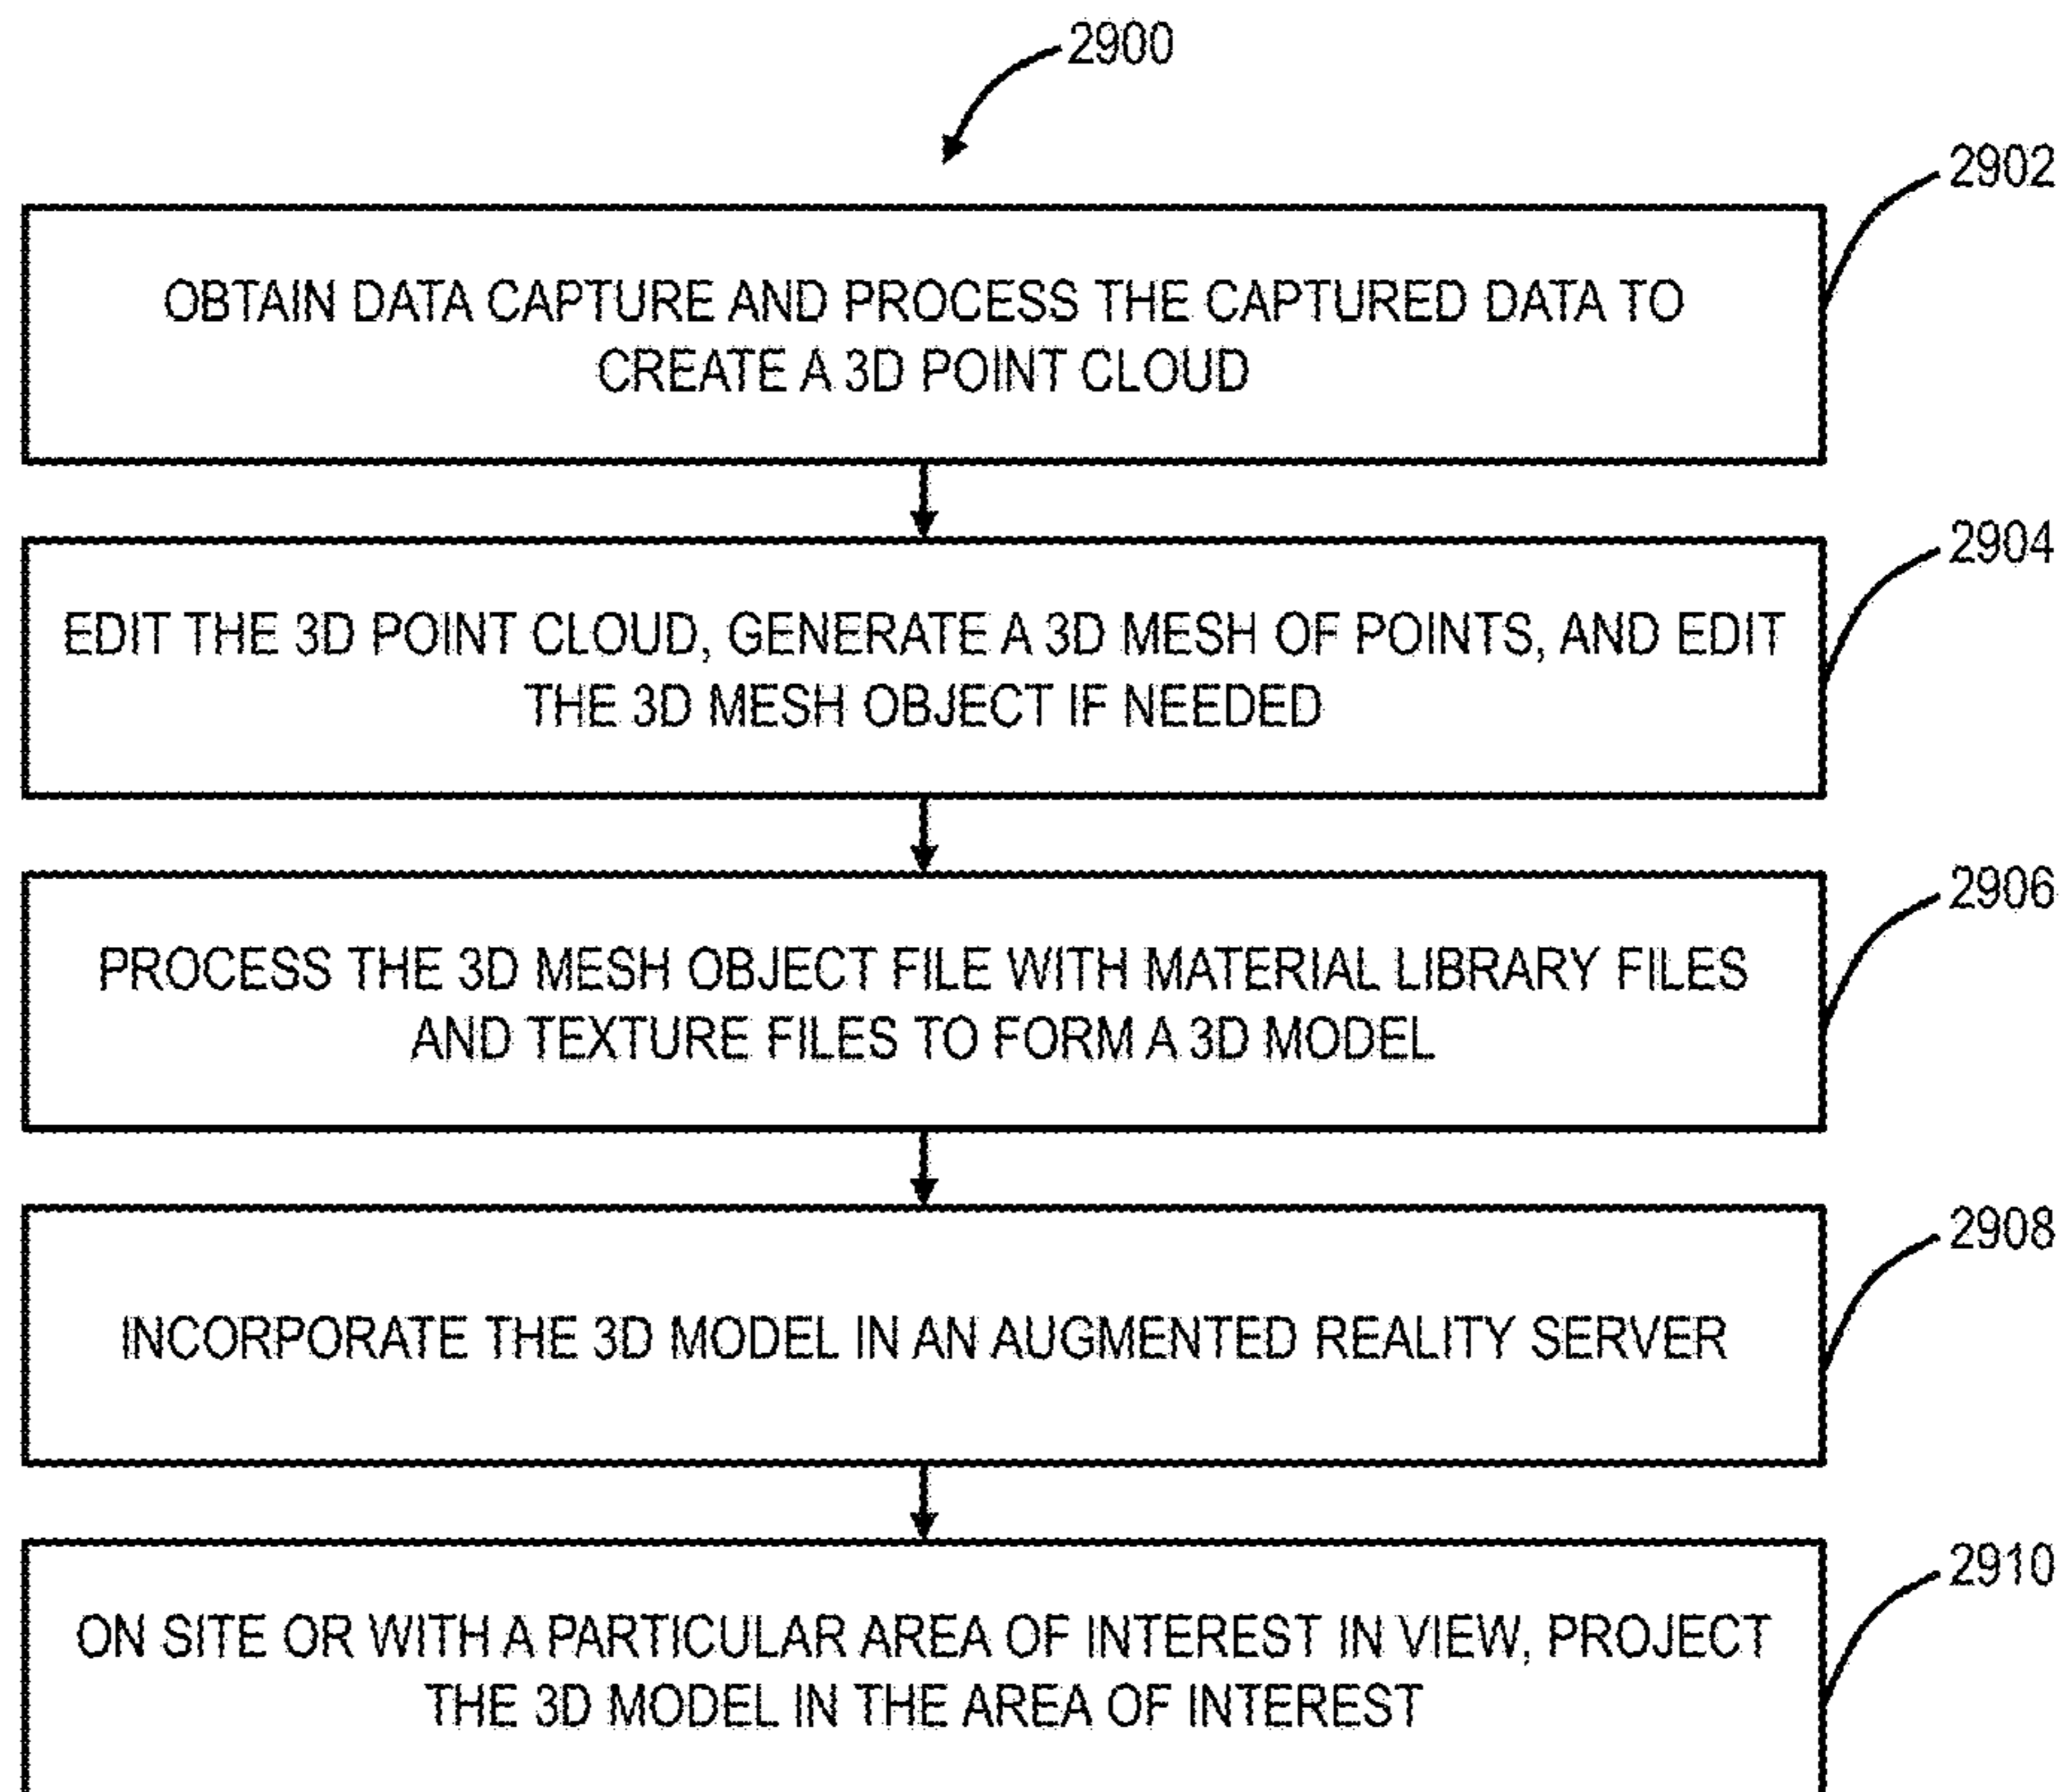 2900
2902
OBTAIN DATA CAPTURE AND PROCESS THE CAPTURED DATA TO
CREATE A 3D POINT CLOUD
2904
EDIT THE 3D POINT CLOUD, GENERATE A 3D MESH OF POINTS, AND EDIT
THE 3D MESH OBJECT IF NEEDED
2906
PROCESS THE 3D MESH OBJECT FILE WITH MATERIAL LIBRARY FILES
AND TEXTURE FILES TO FORM A 3D MODEL
2908
INCORPORATE THE 3D MODEL IN AN AUGMENTED REALITY SERVER
2910
ON SITE OR WITH A PARTICULAR AREA OF INTEREST IN VIEW, PROJECT
THE 3D MODEL IN THE AREA OF INTEREST